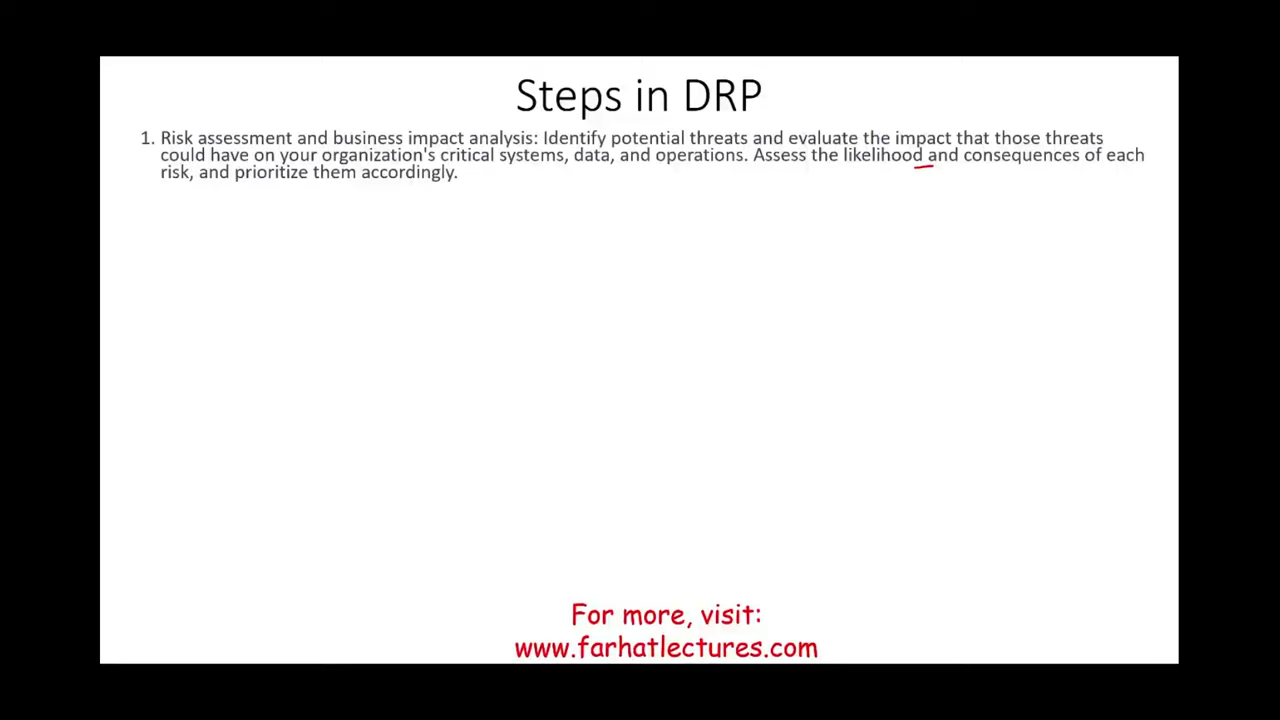 Steps in DRP
1. Risk assessment and business impact analysis: Identify potential threats and evaluate the impact that those threats
could have on your organization's critical systems, data, and operations. Assess the likelihood and consequences of each
risk, and prioritize them accordingly.
For more, visit:
www.farhatlectures.com